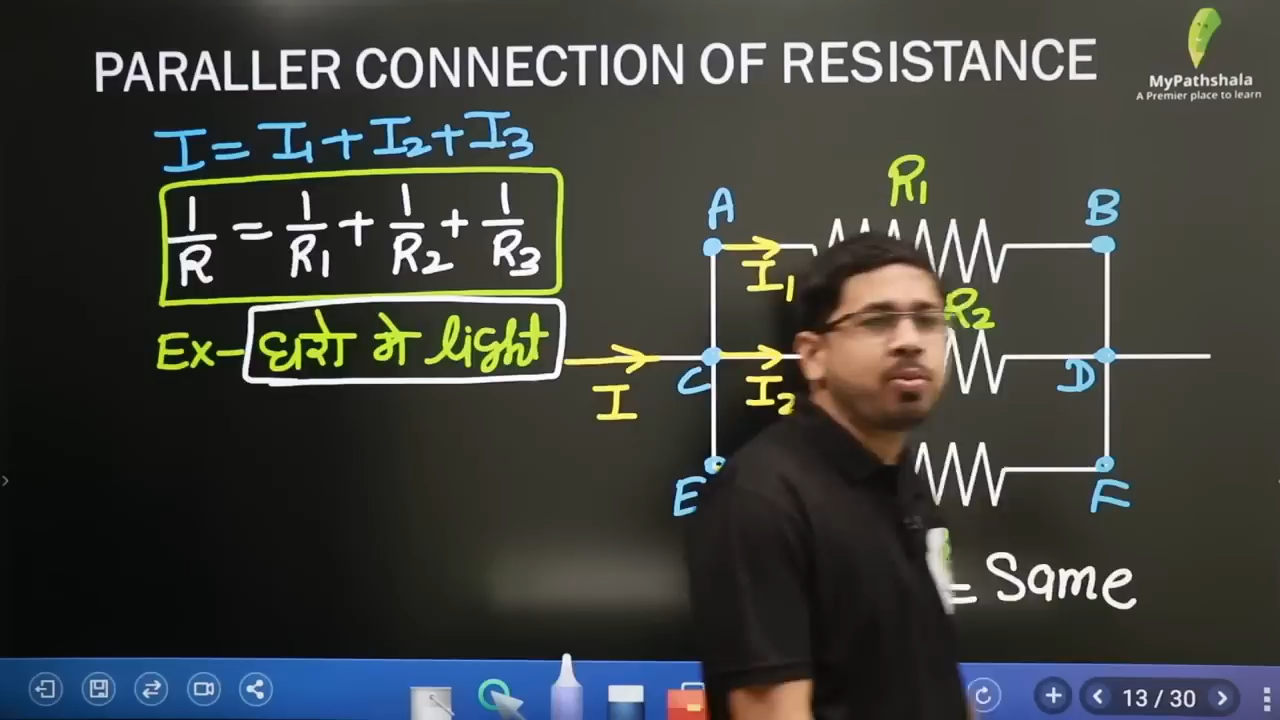 PARALLER CONNECTION OF RESISTANCE
MyPathshala
A Premier place to learn
I = I1 + I2 + I3
1/R = 1/R1 + 1/R2 + 1/R3
Ex- घरो मे light
A
R1
B
I1
R2
I
C
I2
D
E
F
= Same
13 / 30